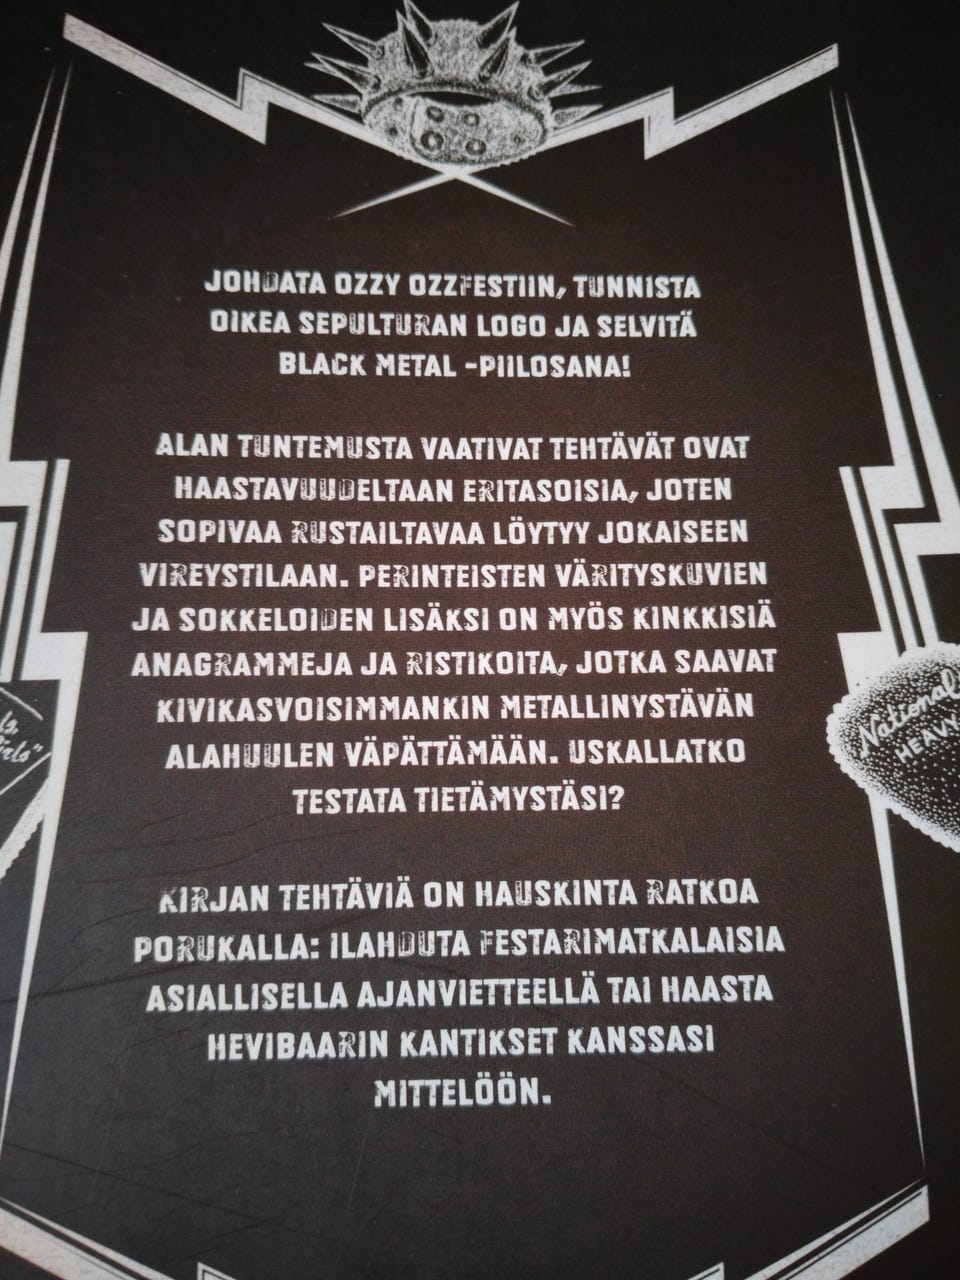 JOHDATA OZZY OZZFESTIIN, TUNNISTA
OIKEA SEPULTURAN LOGO JA SELVITÄ
BLACK METAL -PIILOSANA!
ALAN TUNTEMUSTA VAATIVAT TEHTÄVÄT OVAT
HAASTAVUUDELTAAN ERITASOISIA, JOTEN
SOPIVAA RUSTAILTAVAA LÖYTYY JOKAISEEN
VIREYSTILAAN. PERINTEISTEN VÄRITYSKUVIEN
JA SOKKELOIDEN LISÄKSI ON MYÖS KINKKISIÄ
ANAGRAMMEJA JA RISTIKOITA, JOTKA SAAVAT
KIVIKASVOISIMMANKIN METALLINYSTÄVÄN
ALAHUULEN VÄPÄTTÄMÄÄN. USKALLATKO
TESTATA TIETÄMYSTÄSI?
KIRJAN TEHTÄVIÄ ON HAUSKINTA RATKOA
PORUKALLA: ILAHDUTA FESTARIMATKALAISIA
ASIALLISELLA AJANVIETTEELLÄ TAI HAASTA
HEVIBAARIN KANTIKSET KANSSASI
MITTELÖÖN.
National